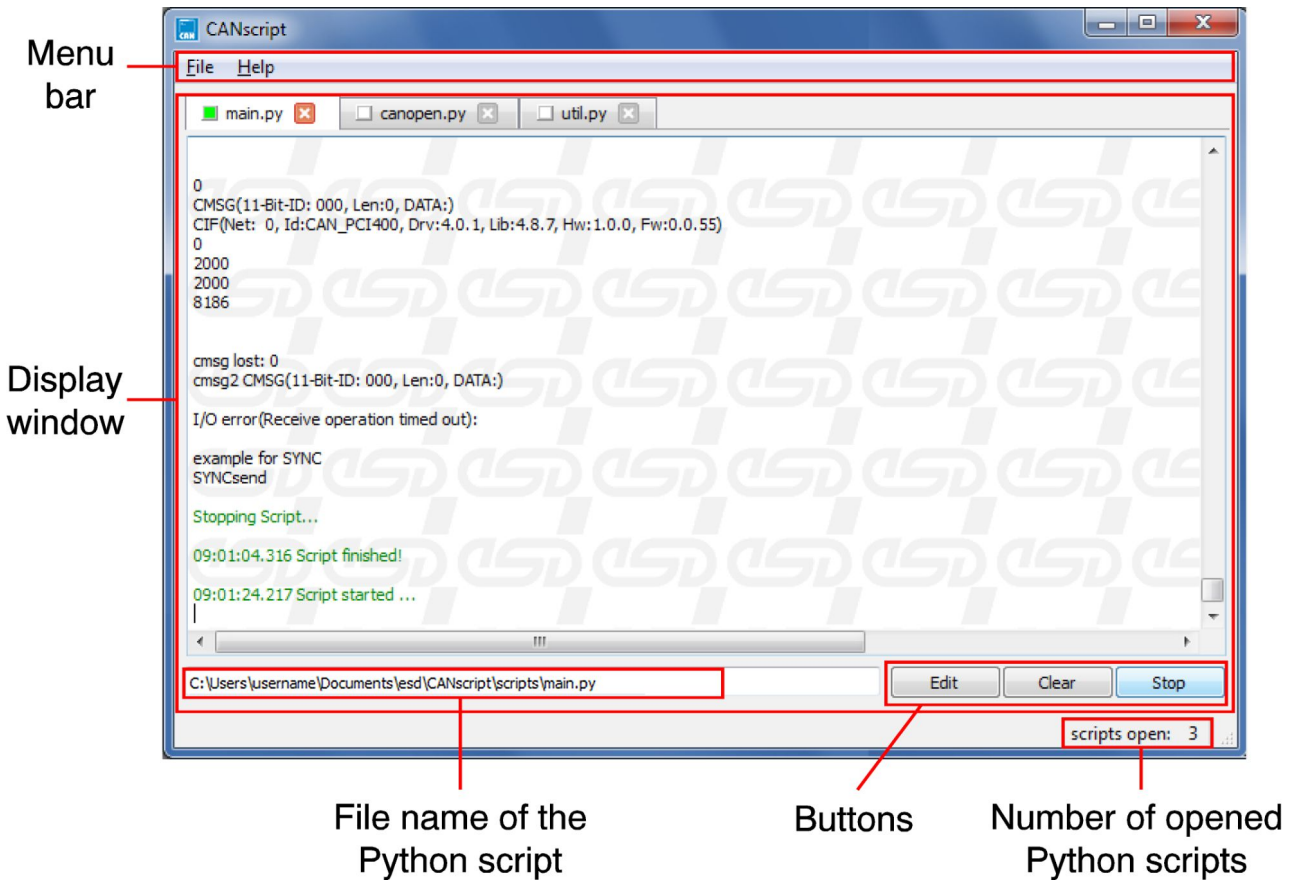 CANscript
Menu bar
File Help
main.py canopen.py util.py
0
CMSG(11-Bit-ID: 000, Len:0, DATA:)
CIF(Net: 0, Id:CAN_PCI400, Drv:4.0.1, Lib:4.8.7, Hw:1.0.0, Fw:0.0.55)
0
2000
2000
8186
cmsg lost: 0
cmsg2 CMSG(11-Bit-ID: 000, Len:0, DATA:)
Display window
I/O error(Receive operation timed out):
example for SYNC
SYNCsend
Stopping Script...
09:01:04.316 Script finished!
09:01:24.217 Script started ...
C:\Users\username\Documents\esd\CANscript\scripts\main.py
Edit Clear Stop
scripts open: 3
File name of the
Python script
Buttons
Number of opened
Python scripts